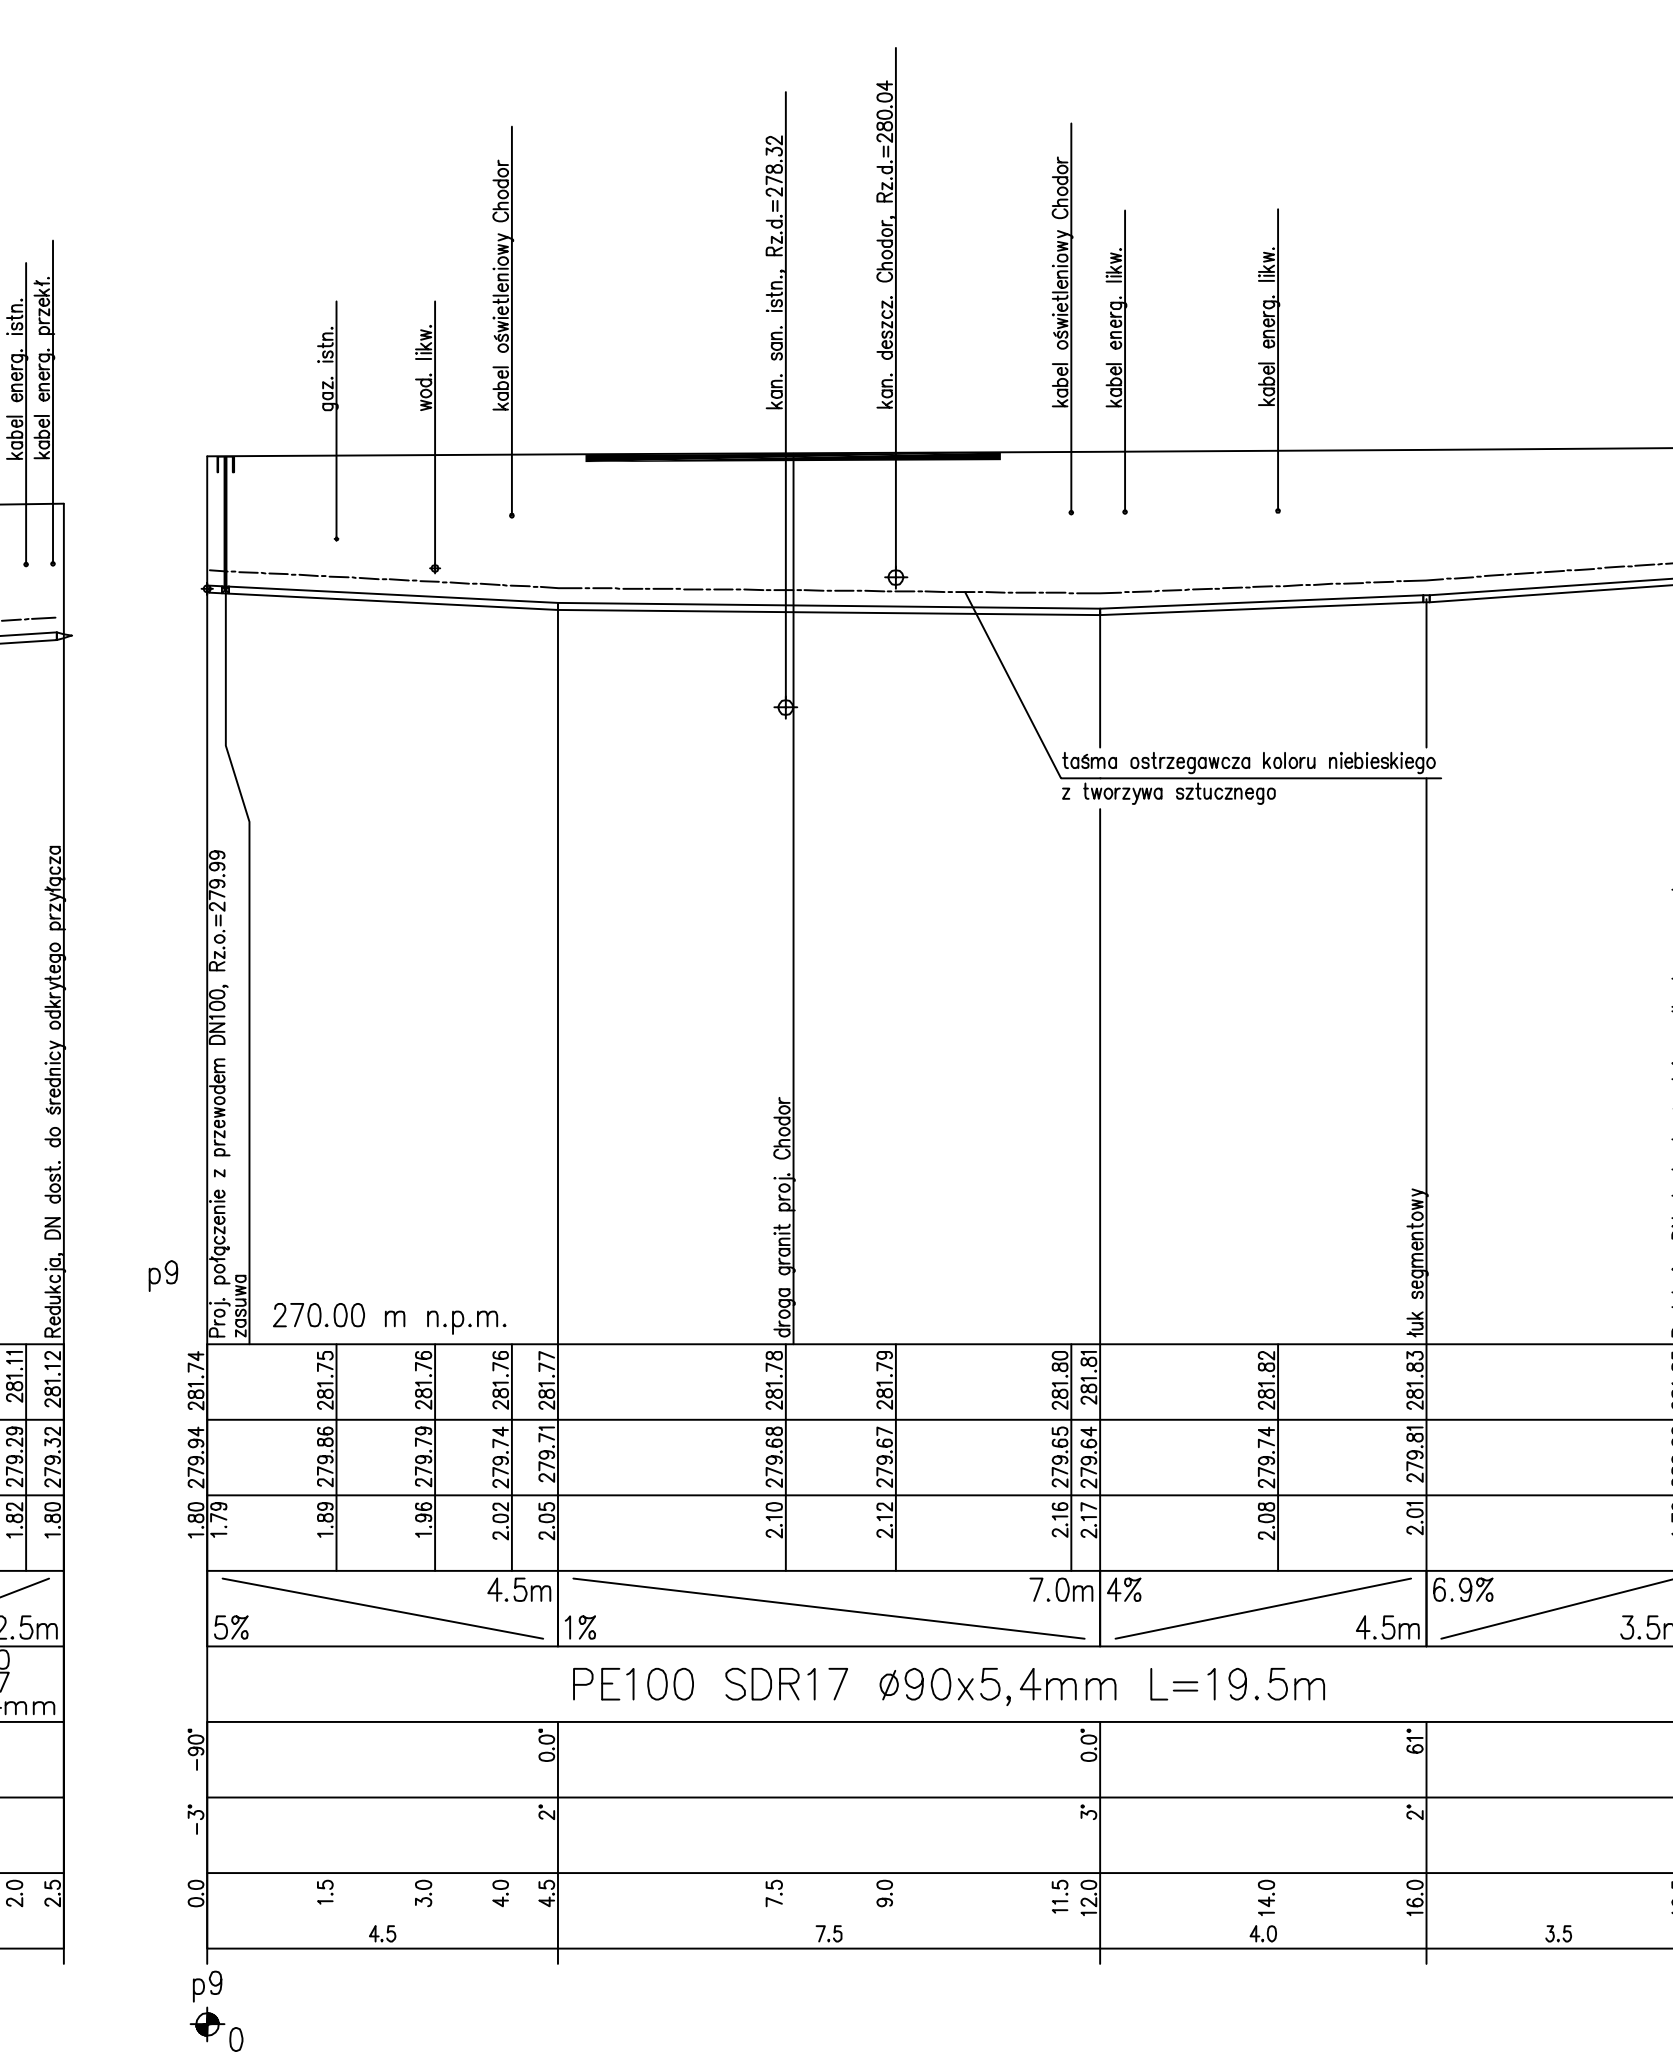 kabel energ. istn.
kabel energ. przekł.
gaz. istn.
wod. likw.
kabel oświetleniowy Chodor
kan. san. istn., Rz.d.=278.32
kan. deszcz. Chodor, Rz.d.=280.04
kabel oświetleniowy Chodor
kabel energ. likw.
kabel energ. likw.
taśma ostrzegawcza koloru niebieskiego
z tworzywa sztucznego
Redukcja, DN dost. do średnicy odkrytego przyłącza
Proj. połączenie z przewodem DN100, Rz.o.=279.99
zasuwa
droga granit proj. Chodor
łuk segmentowy
p9
270.00 m n.p.m.
281.11 281.12 281.74 281.75 281.76 281.76 281.77 281.78 281.79 281.80 281.81 281.82 281.83
279.29 279.32 279.94 279.86 279.79 279.74 279.71 279.68 279.67 279.65 279.64 279.74 279.81
1.82 1.80 1.80 1.79 1.89 1.96 2.02 2.05 2.10 2.12 2.16 2.17 2.08 2.01
4.5m 7.0m 4% 6.9%
2.5m 5% 1% 4.5m 3.5m
PE100 SDR17 ø90x5,4mm L=19.5m
mm
-90° 0.0° 0.0° 61°
-3° 2° 3° 2°
2.0 2.5 0.0 1.5 3.0 4.0 4.5 7.5 9.0 11.5 12.0 14.0 16.0
4.5 7.5 4.0 3.5
p9
0